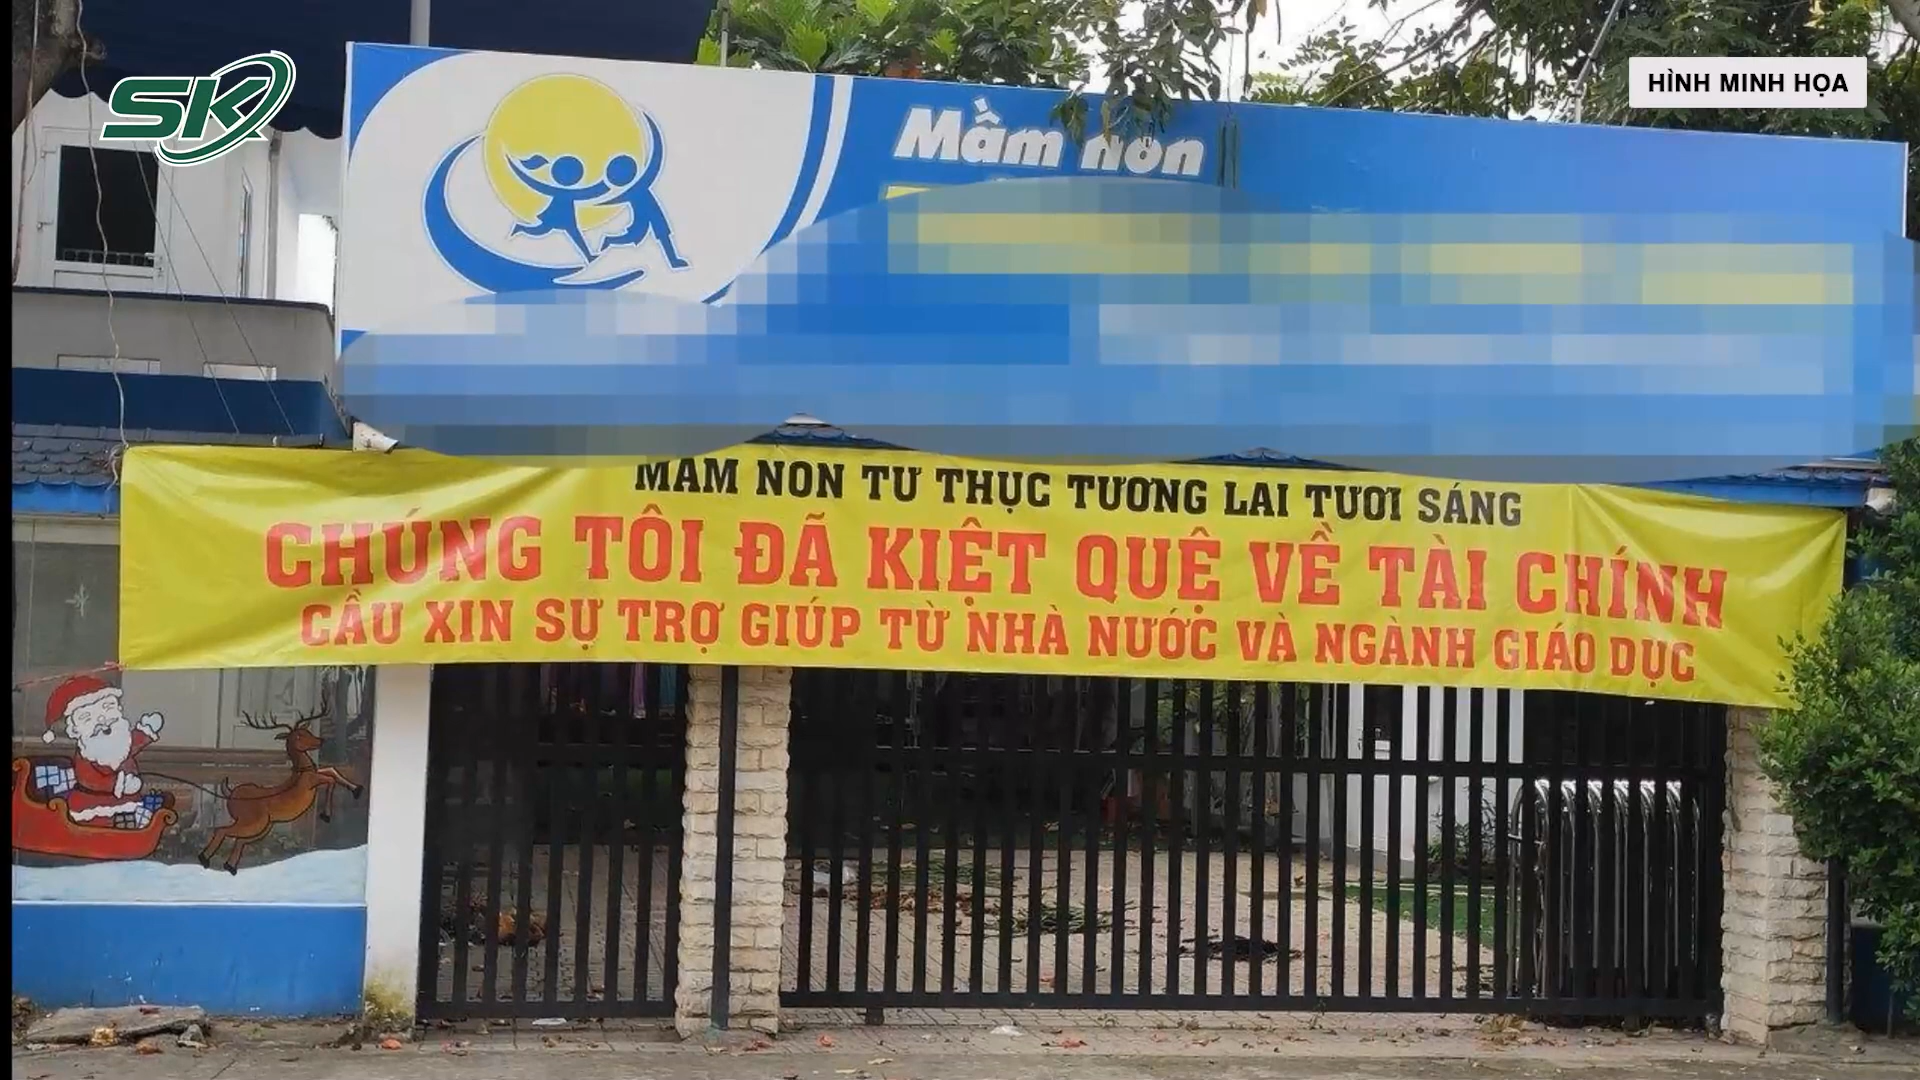 SK
HÌNH MINH HỌA
Mầm non
MẦM NON TƯ THỤC TƯƠNG LAI TƯƠI SÁNG
CHÚNG TÔI ĐÃ KIỆT QUỆ VỀ TÀI CHÍNH
CẦU XIN SỰ TRỢ GIÚP TỪ NHÀ NƯỚC VÀ NGÀNH GIÁO DỤC